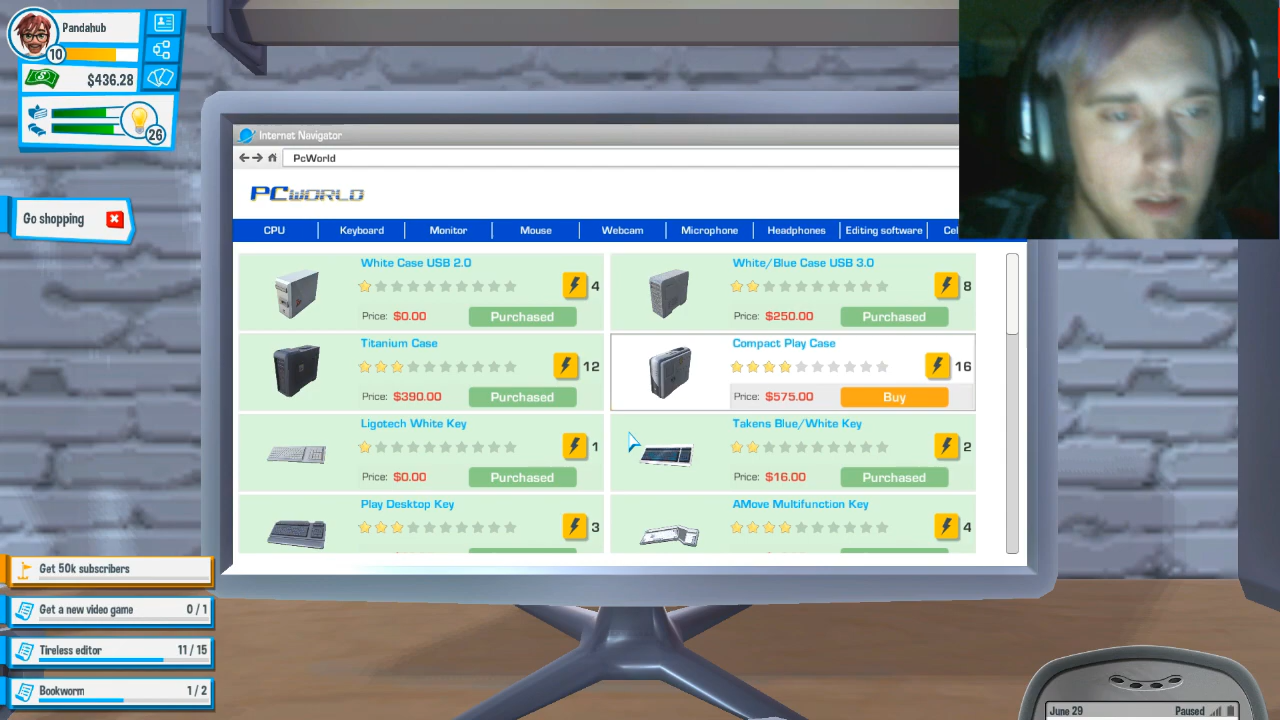 Pandahub
10
$436.28
26
Go shopping
Internet Navigator
PcWorld
PCWORLD
CPU Keyboard Monitor Mouse Webcam Microphone Headphones Editing software
White Case USB 2.0
4
Price: $0.00 Purchased
White/Blue Case USB 3.0
8
Price: $250.00 Purchased
Titanium Case
12
Price: $390.00 Purchased
Compact Play Case
16
Price: $575.00 Buy
Ligotech White Key
1
Price: $0.00 Purchased
Takens Blue/White Key
2
Price: $16.00 Purchased
Play Desktop Key
3
AMove Multifunction Key
4
Get 50k subscribers
Get a new video game 0 / 1
Tireless editor 11 / 15
Bookworm 1 / 2
June 29 Paused